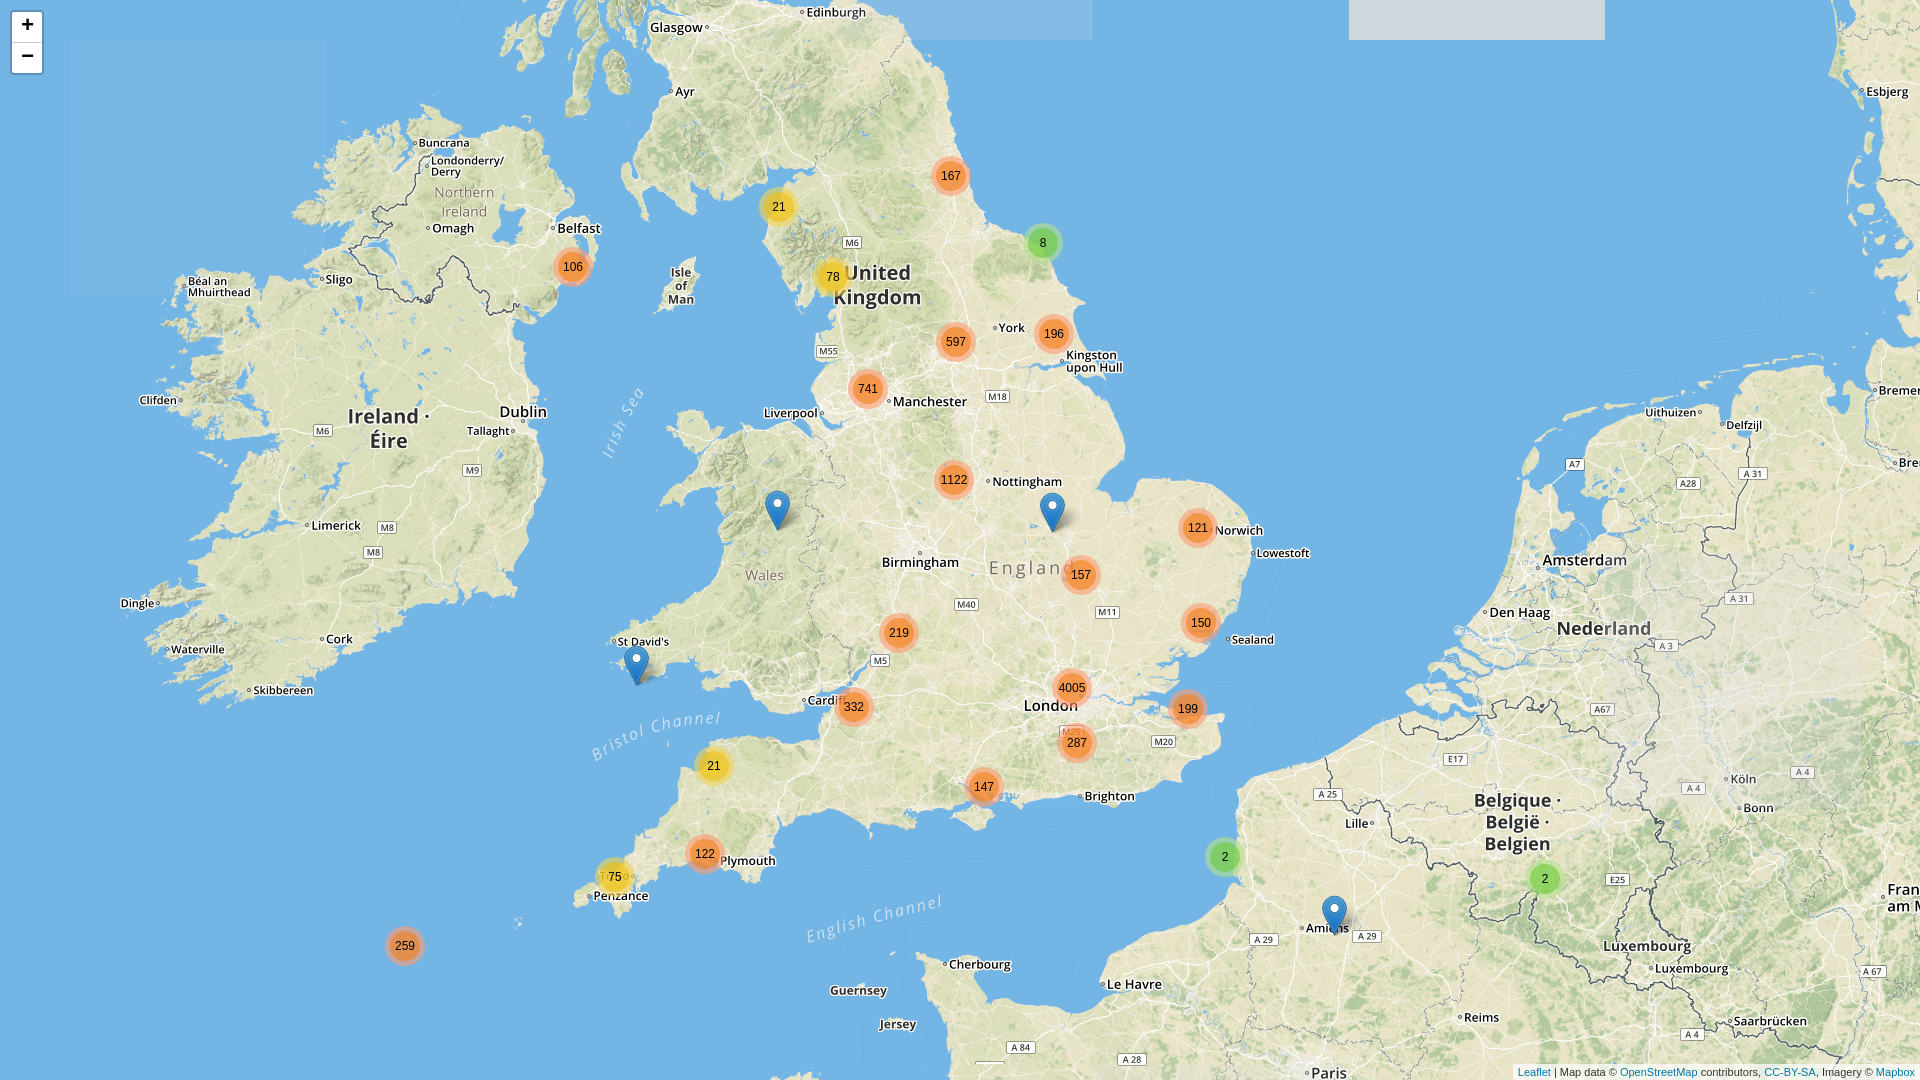 +
−
Edinburgh
Glasgow
Ayr
Esbjerg
Buncrana
Londonderry/
Derry
Northern
Ireland
Omagh
Belfast
167
21
M6
8
106
Isle
of
Man
78
United
Kingdom
Béal an
Mhuirthead
Sligo
York
196
597
M55
Kingston
upon Hull
741
Manchester
M18
Liverpool
Clifden
Ireland ·
Éire
M6
Dublin
Tallaght
M9
Irish Sea
Uithuizen
Delfzijl
Bremer
Bre
A7
A 31
A28
1122
Nottingham
Limerick
M8
M8
121
Norwich
Lowestoft
Birmingham
England
157
Wales
Amsterdam
A 31
Den Haag
Nederland
A 3
Dingle
M40
M11
150
Sealand
219
Cork
Waterville
St David's
M5
Skibbereen
4005
London
Cardiff
332
199
A67
Bristol Channel
M25
287
M20
E17
21
147
Brighton
A 25
Köln
A 4
A 4
Bonn
Lille
Belgique ·
België ·
Belgien
122
Plymouth
2
75
Penzance
2
E25
Fran
am M
259
English Channel
Amiens
A 29
A 29
Luxembourg
Luxembourg
A 67
Cherbourg
Guernsey
Le Havre
Jersey
Reims
Saarbrücken
A 4
A 84
A 28
Paris
Leaflet | Map data © OpenStreetMap contributors, CC-BY-SA, Imagery © Mapbox